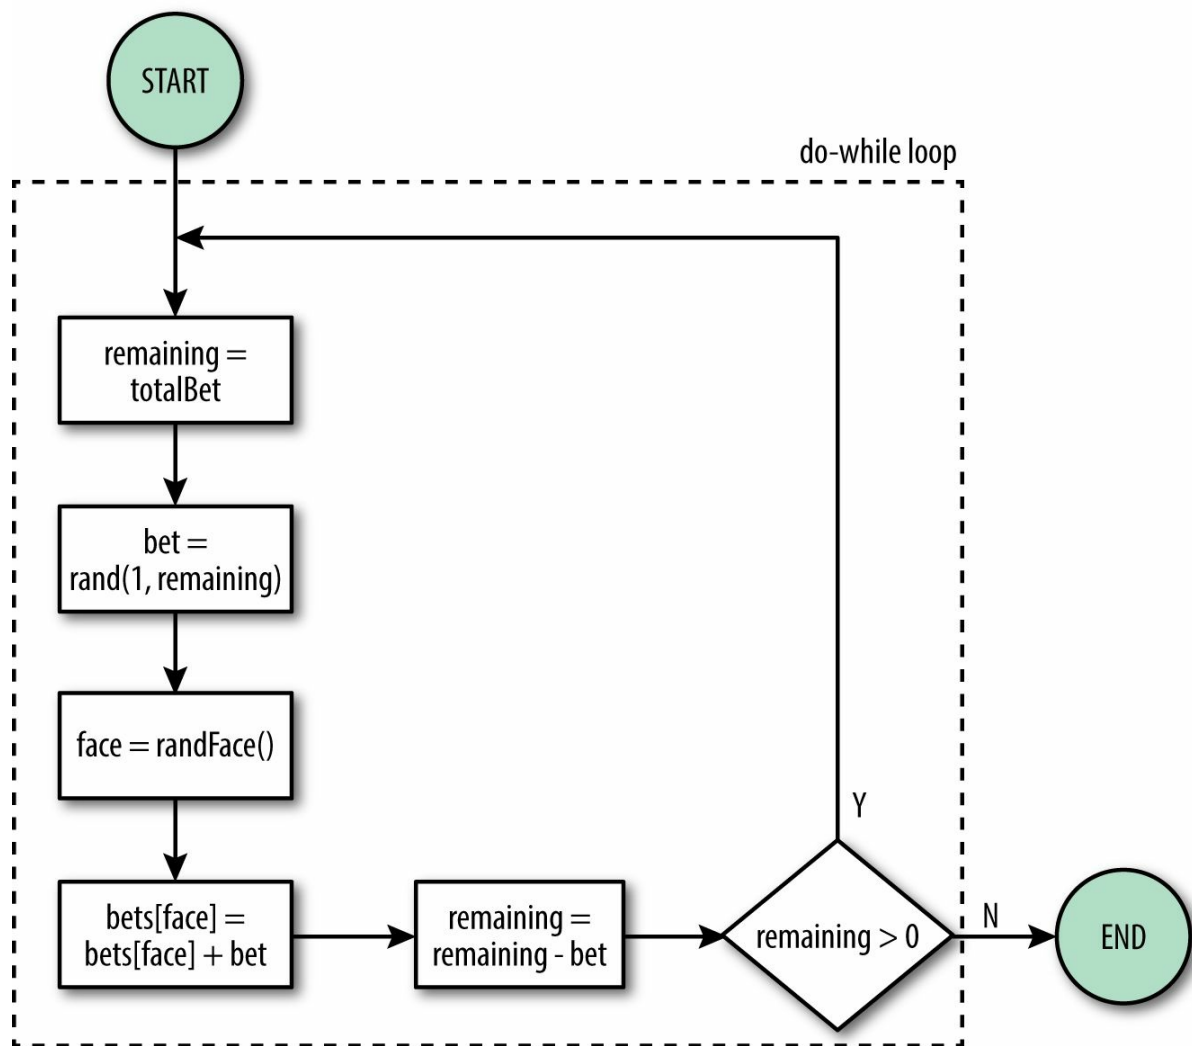 START
do-while loop
remaining =
totalBet
bet =
rand(1, remaining)
face = randFace()
bets[face] =
bets[face] + bet
remaining =
remaining - bet
remaining > 0
Y
N
END